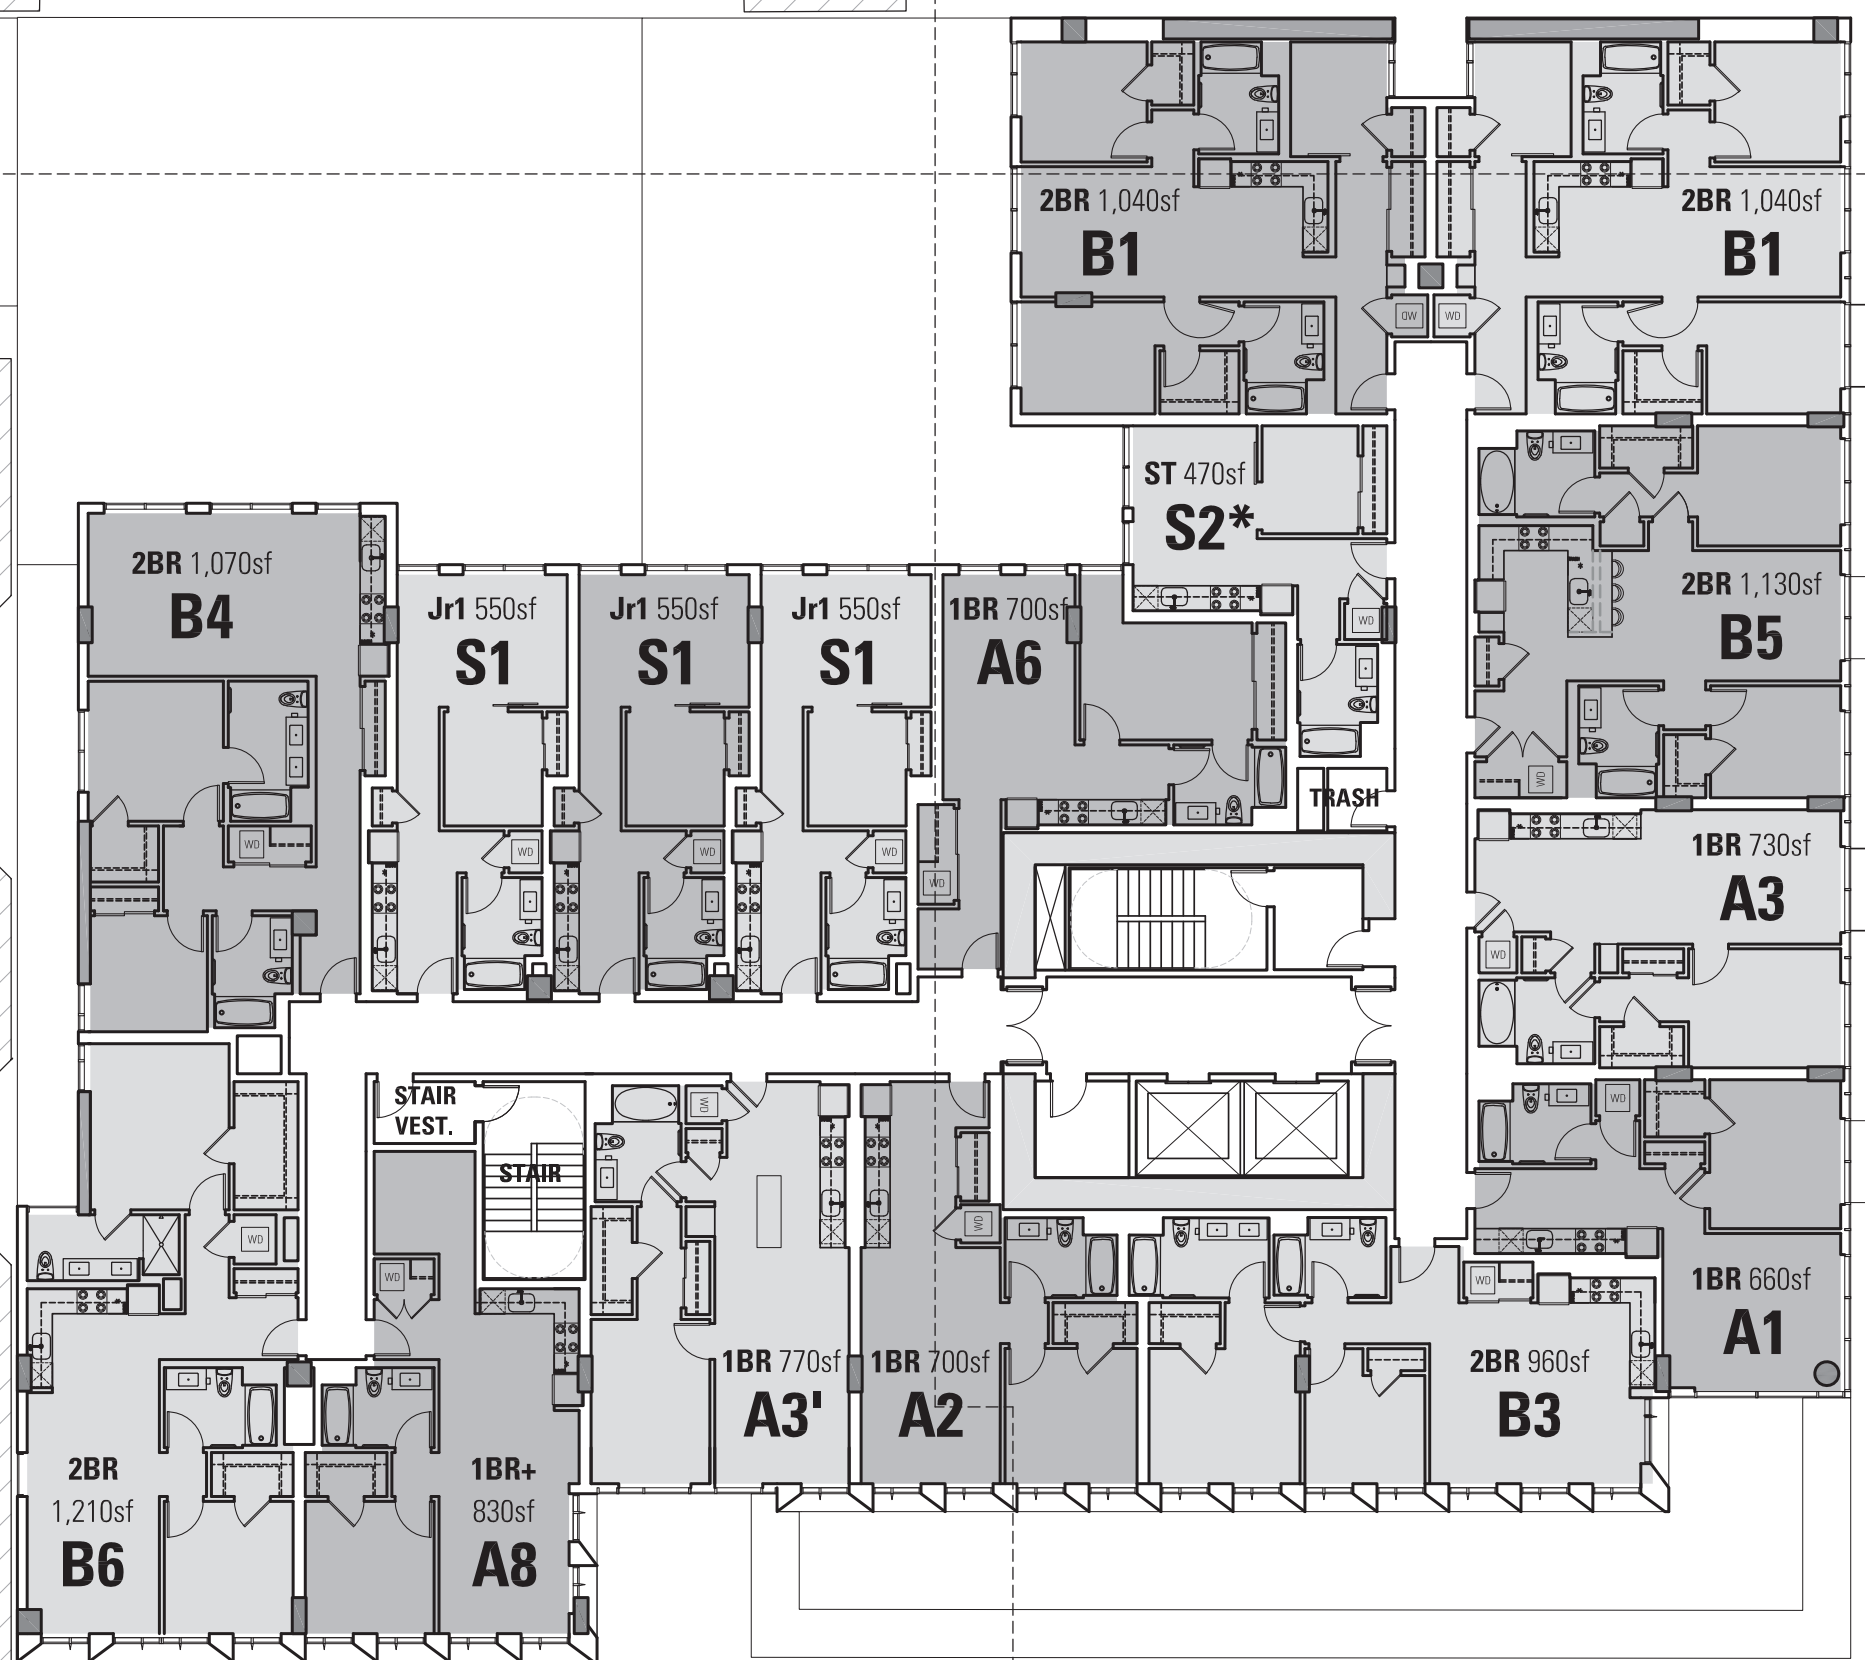 2BR 1,040sf
B1
2BR 1,040sf
B1
WD
WD
ST 470sf
S2*
WD
2BR 1,130sf
B5
WD
2BR 1,070sf
B4
WD
Jr1 550sf
S1
WD
Jr1 550sf
S1
WD
Jr1 550sf
S1
WD
1BR 700sf
A6
WD
TRASH
1BR 730sf
A3
WD
STAIR
VEST.
STAIR
WD
WD
WD
WD
WD
1BR 660sf
A1
WD
1BR 770sf
A3'
1BR 700sf
A2
2BR 960sf
B3
2BR
1,210sf
B6
1BR+
830sf
A8